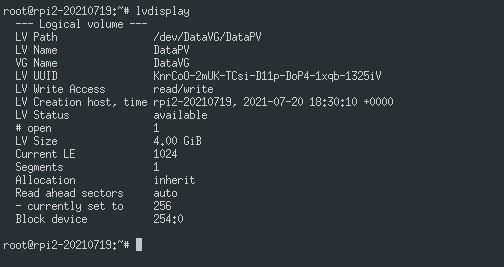 root@rpi2-20210719:~# lvdisplay
--- Logical volume ---
LV Path /dev/DataVG/DataPV
LV Name DataPV
VG Name DataVG
LV UUID KnrCo0-2mUK-TCsi-D11p-DoP4-1xqb-1325iV
LV Write Access read/write
LV Creation host, time rpi2-20210719, 2021-07-20 18:30:10 +0000
LV Status available
# open 1
LV Size 4.00 GiB
Current LE 1024
Segments 1
Allocation inherit
Read ahead sectors auto
- currently set to 256
Block device 254:0
root@rpi2-20210719:~#